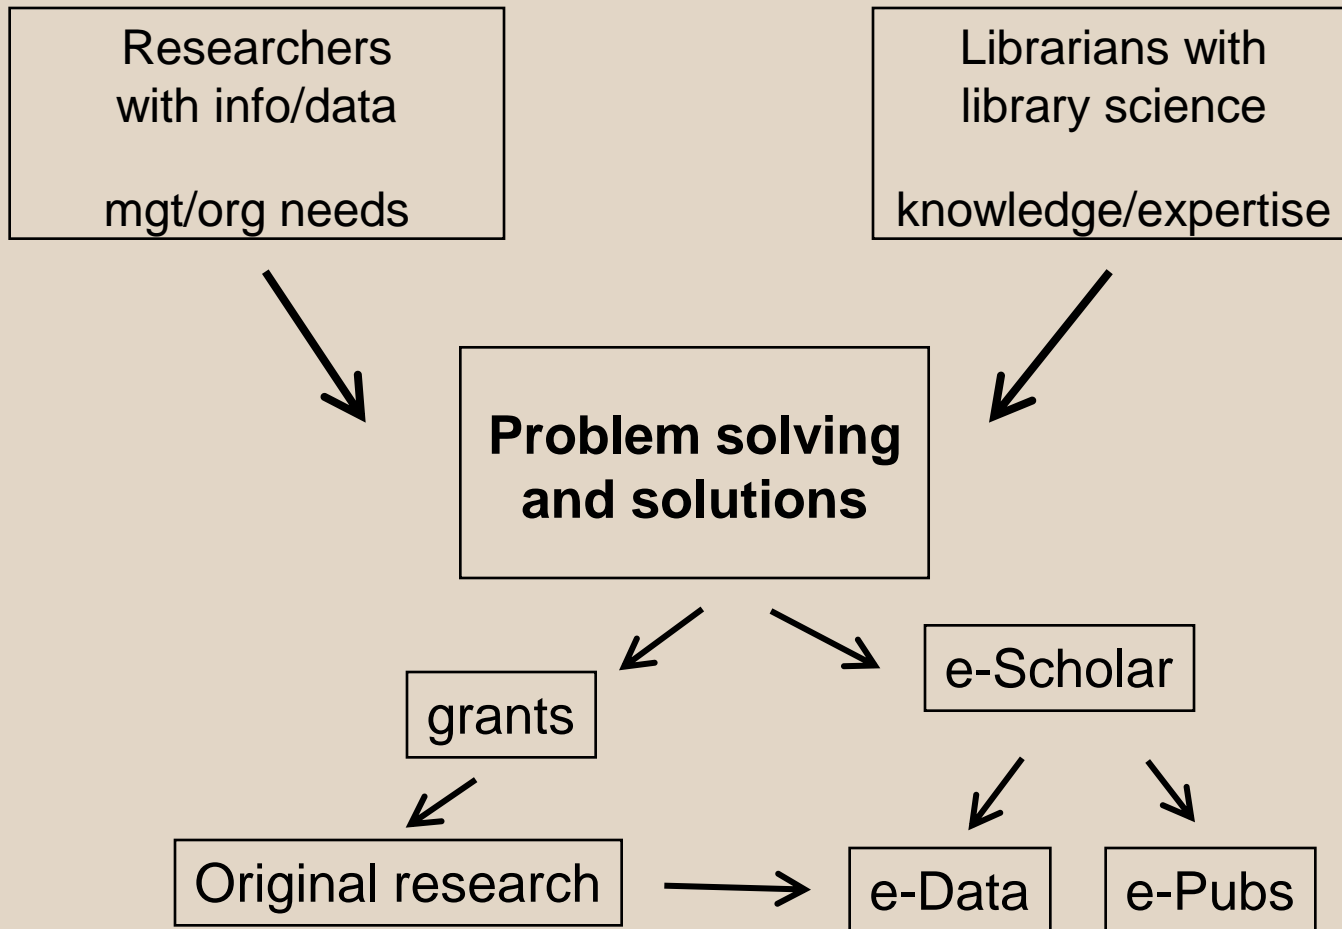 Researchers
with info/data
mgt/org needs
Librarians with
library science
knowledge/expertise
Problem solving
and solutions
e-Scholar
grants
Original research
e-Data
e-Pubs